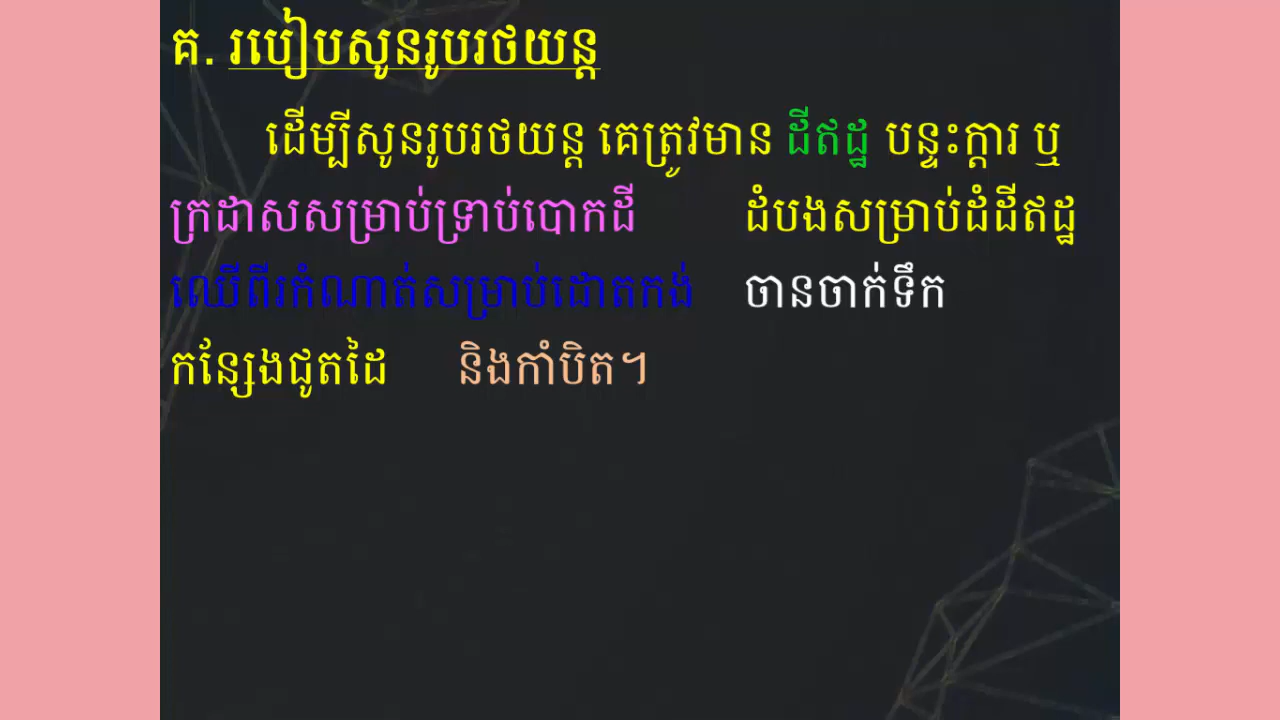 គ. របៀបសូនរូបរថយន្ត
ដើម្បីសូនរូបរថយន្ត គេត្រូវមាន ដីឥដ្ឋ បន្ទះក្ដារ ឬ
ក្រដាសសម្រាប់ទ្រាប់បោកដី ដំបងសម្រាប់ដំដីឥដ្ឋ
ឈើពីរកំណាត់សម្រាប់ដោតកង់ ចានចាក់ទឹក
កន្សែងជូតដៃ និងកាំបិត។